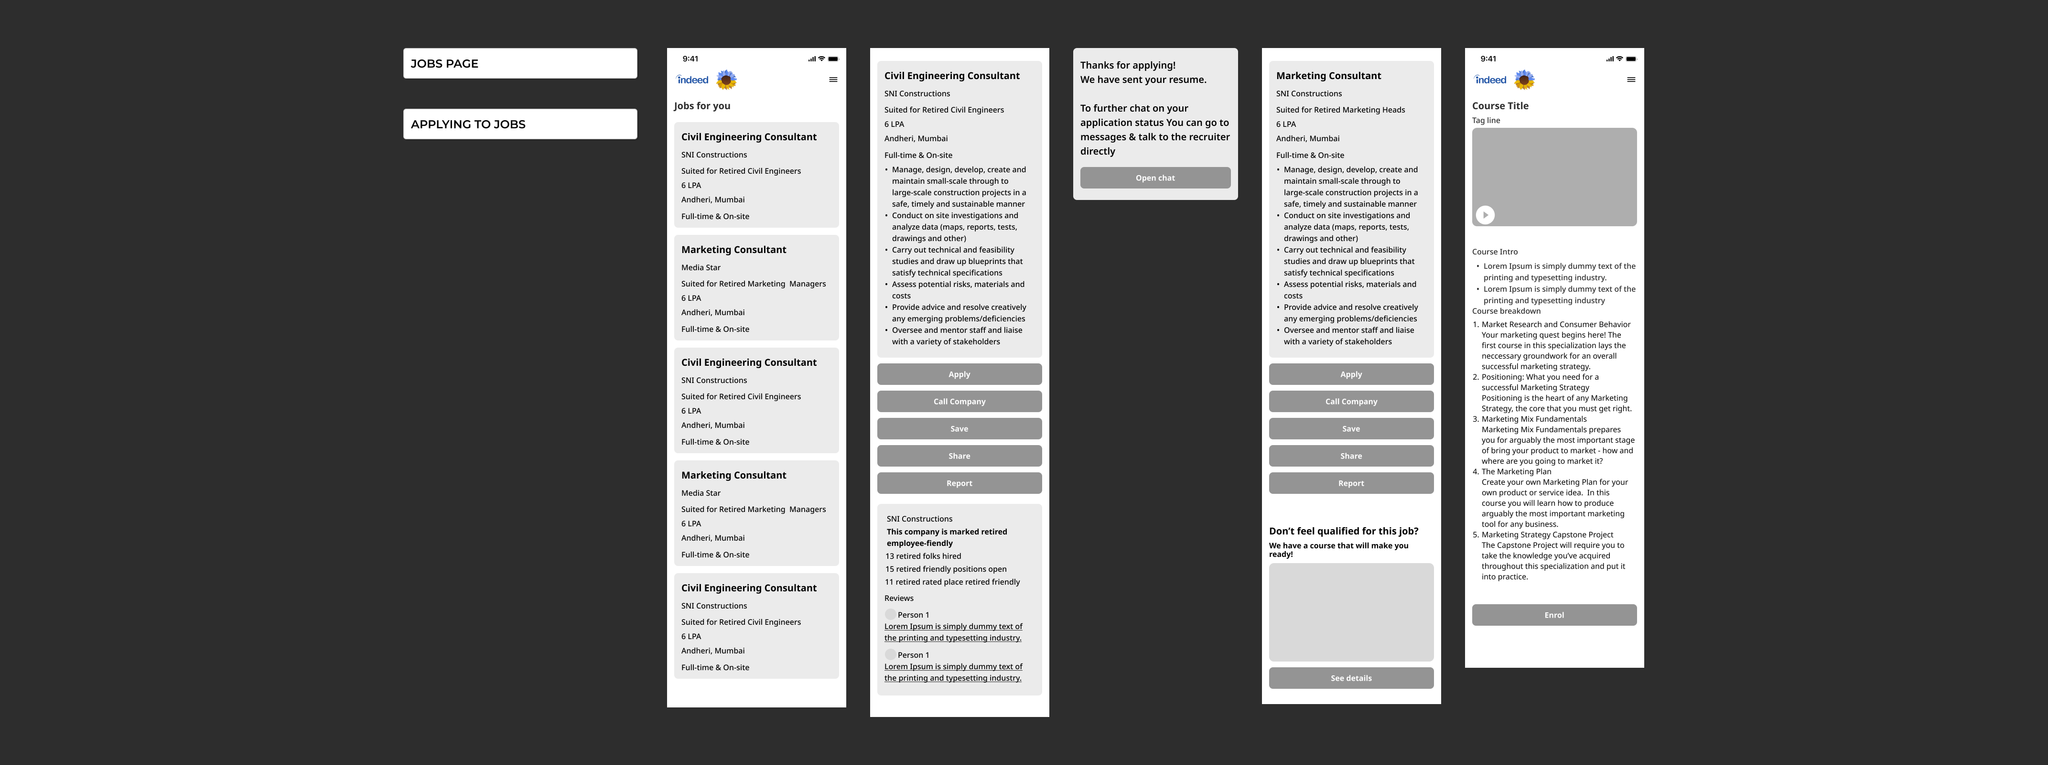 JOBS PAGE
APPLYING TO JOBS
9:41
indeed
Jobs for you
Civil Engineering Consultant
SNI Constructions
Suited for Retired Civil Engineers
6 LPA
Andheri, Mumbai
Full-time & On-site
Marketing Consultant
Media Star
Suited for Retired Marketing  Managers
6 LPA
Andheri, Mumbai
Full-time & On-site
Civil Engineering Consultant
SNI Constructions
Suited for Retired Civil Engineers
6 LPA
Andheri, Mumbai
Full-time & On-site
Marketing Consultant
Media Star
Suited for Retired Marketing  Managers
6 LPA
Andheri, Mumbai
Full-time & On-site
Civil Engineering Consultant
SNI Constructions
Suited for Retired Civil Engineers
6 LPA
Andheri, Mumbai
Full-time & On-site
Civil Engineering Consultant
SNI Constructions
Suited for Retired Civil Engineers
6 LPA
Andheri, Mumbai
Full-time & On-site
• Manage, design, develop, create and
maintain small-scale through to
large-scale construction projects in a
safe, timely and sustainable manner
• Conduct on site investigations and
analyze data (maps, reports, tests,
drawings and other)
• Carry out technical and feasibility
studies and draw up blueprints that
satisfy technical specifications
• Assess potential risks, materials and
costs
• Provide advice and resolve creatively
any emerging problems/deficiencies
• Oversee and mentor staff and liaise
with a variety of stakeholders
Apply
Call Company
Save
Share
Report
SNI Constructions
This company is marked retired
employee-fiendly
13 retired folks hired
15 retired friendly positions open
11 retired rated place retired friendly
Reviews
Person 1
Lorem Ipsum is simply dummy text of
the printing and typesetting industry.
Person 1
Lorem Ipsum is simply dummy text of
the printing and typesetting industry.
Thanks for applying!
We have sent your resume.
To further chat on your
application status You can go to
messages & talk to the recruiter
directly
Open chat
Marketing Consultant
SNI Constructions
Suited for Retired Marketing Heads
6 LPA
Andheri, Mumbai
Full-time & On-site
• Manage, design, develop, create and
maintain small-scale through to
large-scale construction projects in a
safe, timely and sustainable manner
• Conduct on site investigations and
analyze data (maps, reports, tests,
drawings and other)
• Carry out technical and feasibility
studies and draw up blueprints that
satisfy technical specifications
• Assess potential risks, materials and
costs
• Provide advice and resolve creatively
any emerging problems/deficiencies
• Oversee and mentor staff and liaise
with a variety of stakeholders
Apply
Call Company
Save
Share
Report
Don't feel qualified for this job?
We have a course that will make you
ready!
See details
9:41
indeed
Course Title
Tag line
Course Intro
• Lorem Ipsum is simply dummy text of the
printing and typesetting industry.
• Lorem Ipsum is simply dummy text of the
printing and typesetting industry
Course breakdown
1. Market Research and Consumer Behavior
Your marketing quest begins here! The
first course in this specialization lays the
neccessary groundwork for an overall
successful marketing strategy.
2. Positioning: What you need for a
successful Marketing Strategy
Positioning is the heart of any Marketing
Strategy, the core that you must get right.
3. Marketing Mix Fundamentals
Marketing Mix Fundamentals prepares
you for arguably the most important stage
of bring your product to market - how and
where are you going to market it?
4. The Marketing Plan
Create your own Marketing Plan for your
own product or service idea.  In this
course you will learn how to produce
arguably the most important marketing
tool for any business.
5. Marketing Strategy Capstone Project
The Capstone Project will require you to
take the knowledge you've acquired
throughout this specialization and put it
into practice.
Enrol